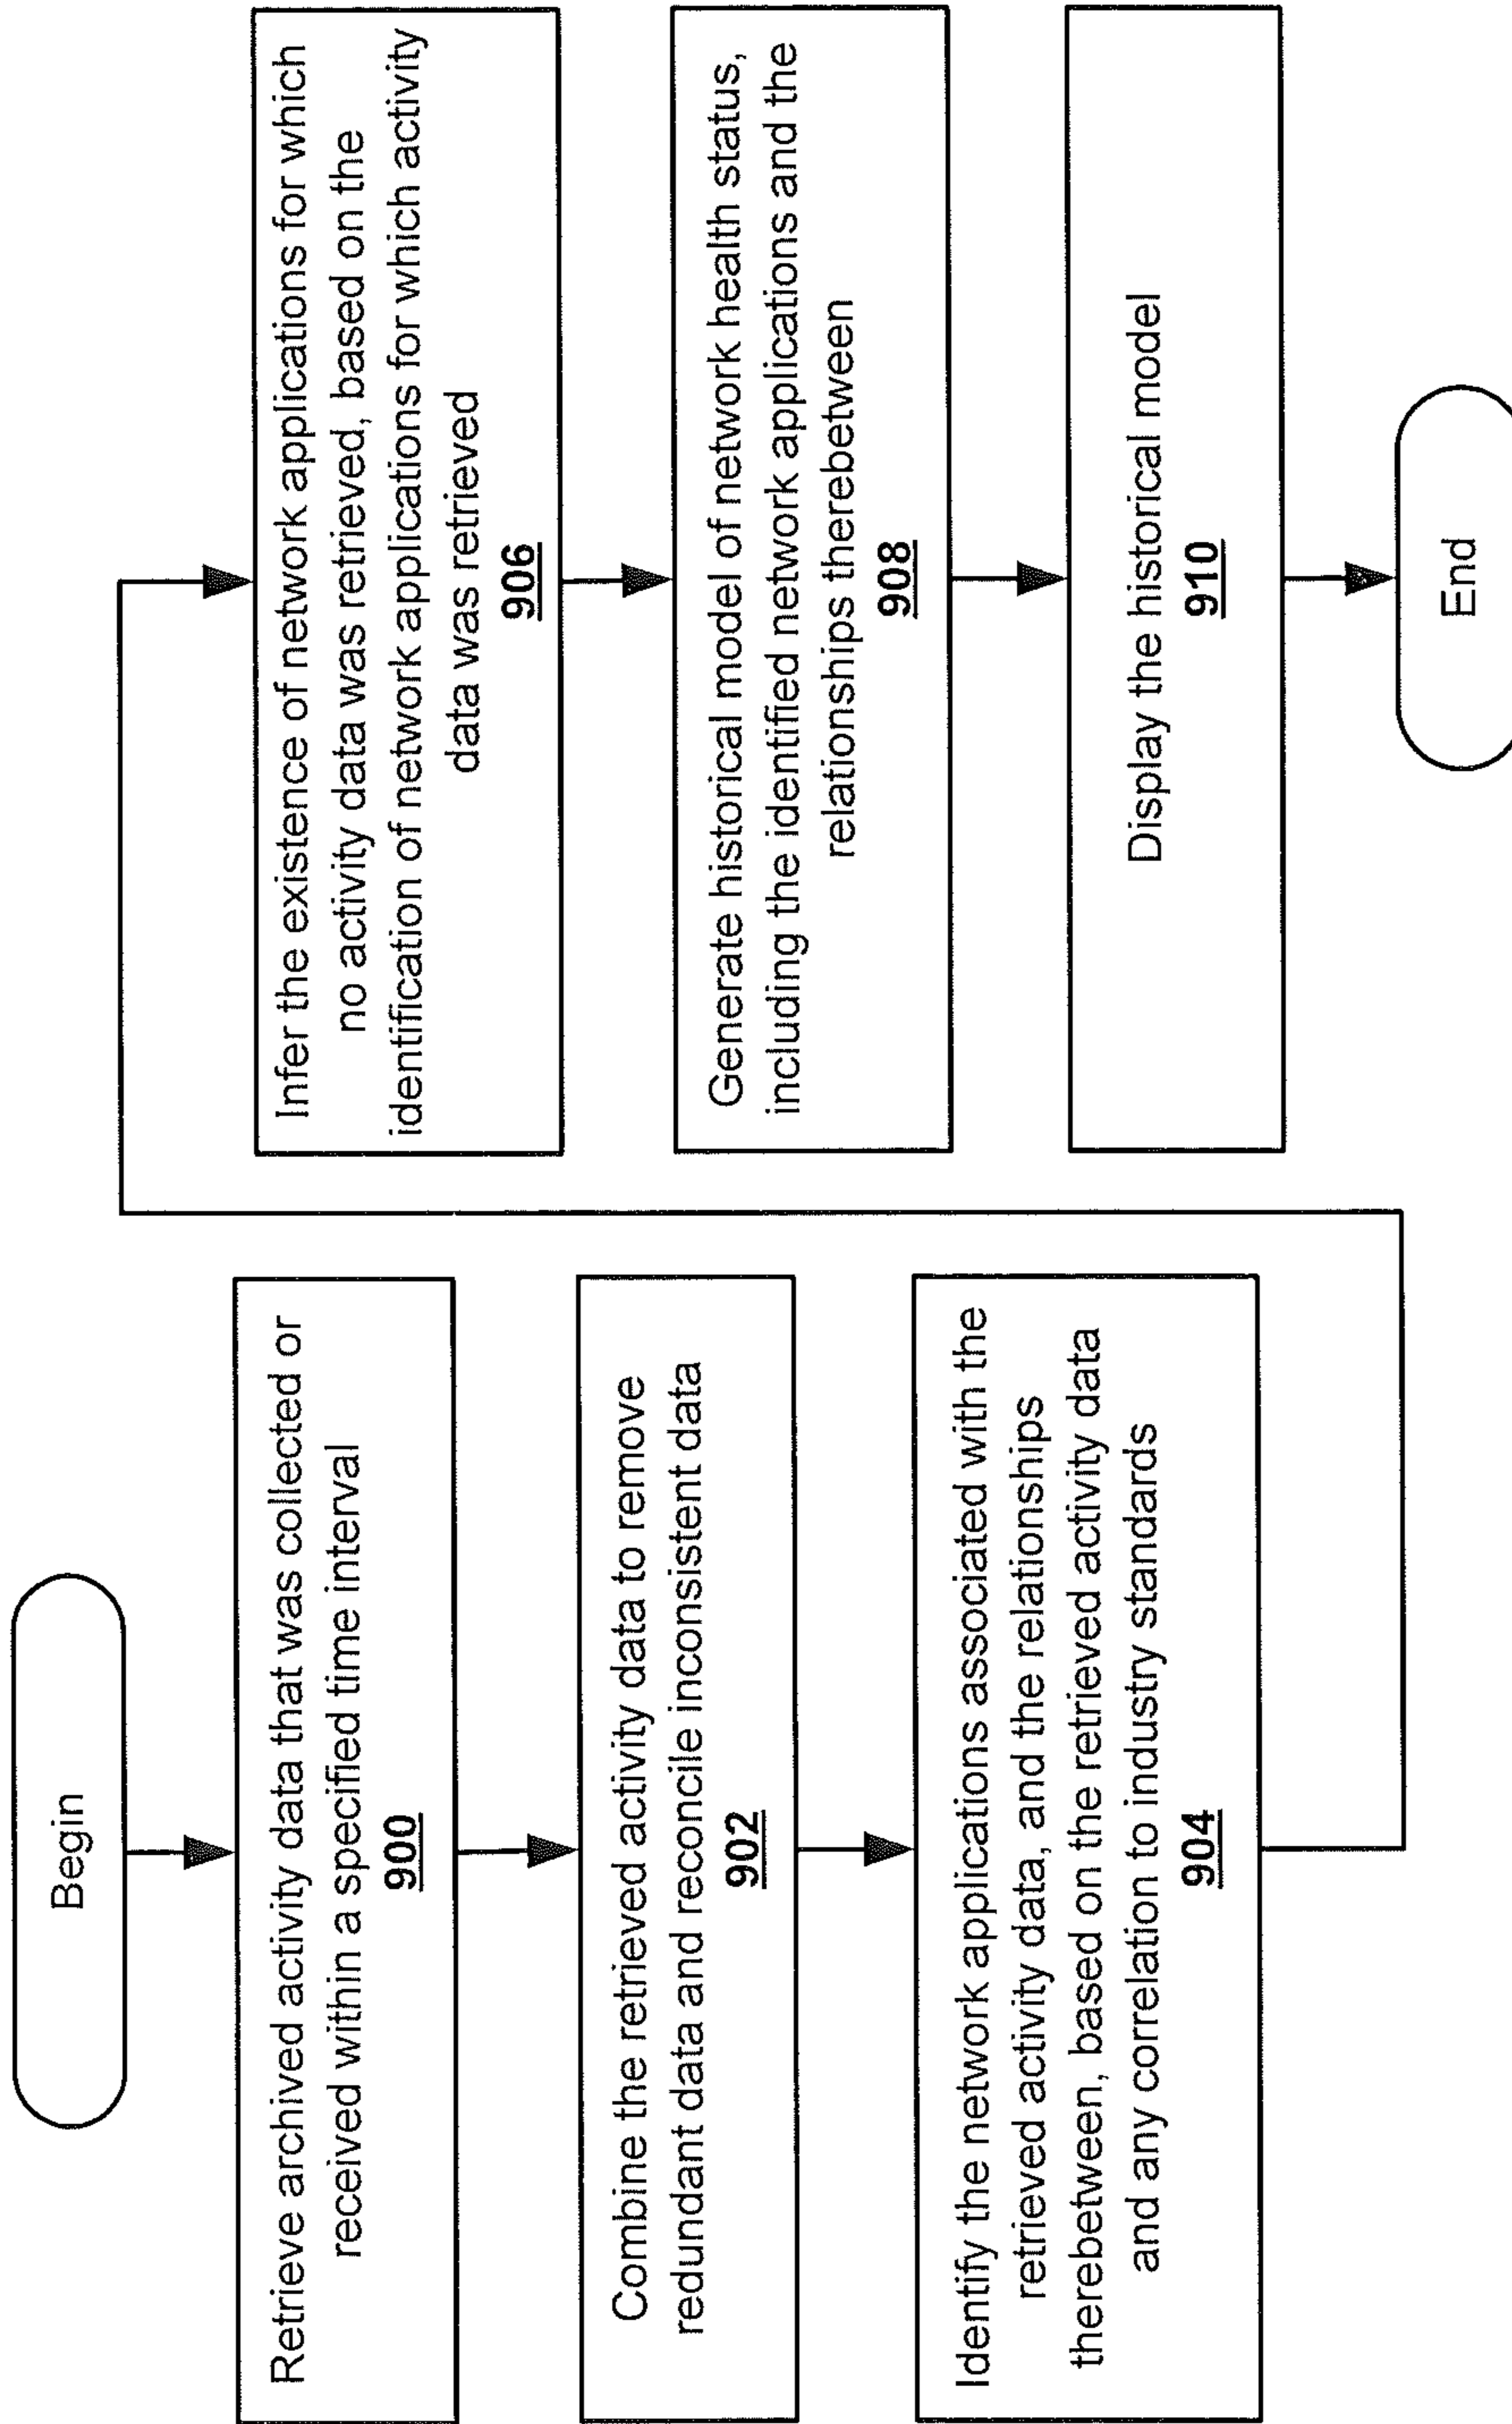 Begin
Retrieve archived activity data that was collected or
received within a specified time interval
900
Combine the retrieved activity data to remove
redundant data and reconcile inconsistent data
902
Identify the network applications associated with the
retrieved activity data, and the relationships
therebetween, based on the retrieved activity data
and any correlation to industry standards
904
Infer the existence of network applications for which
no activity data was retrieved, based on the
identification of network applications for which activity
data was retrieved
906
Generate historical model of network health status,
including the identified network applications and the
relationships therebetween
908
Display the historical model
910
End